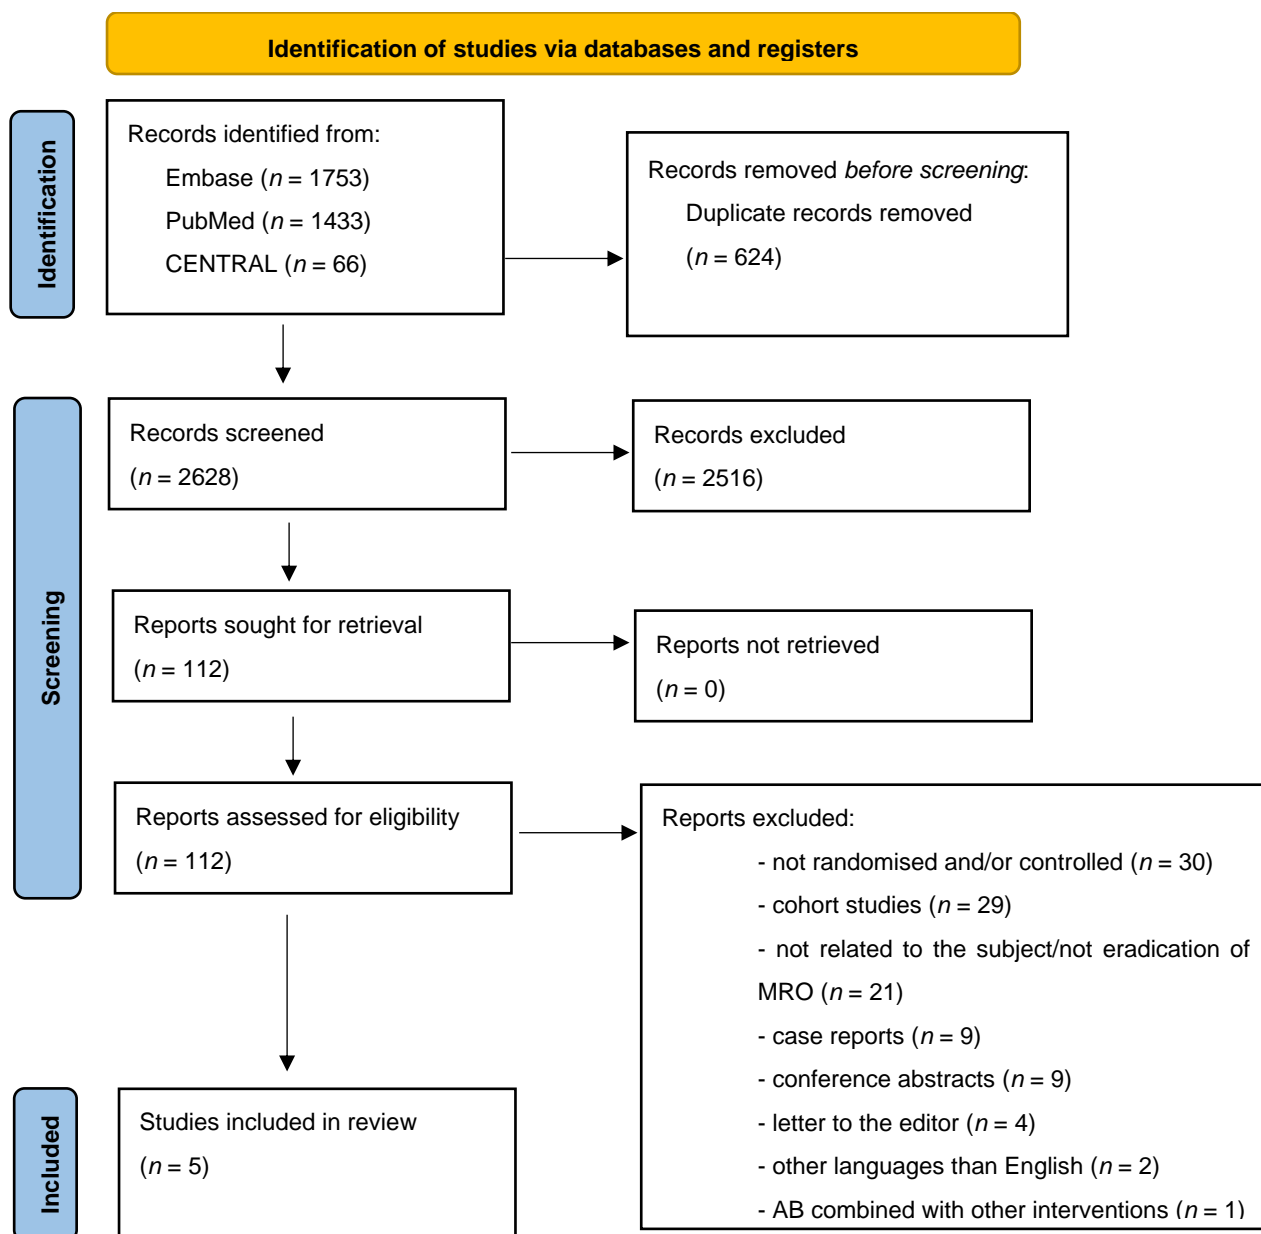 Identification of studies via databases and registers
Identification
Records identified from:
Embase (n = 1753)
PubMed (n = 1433)
CENTRAL (n = 66)
Records removed before screening:
Duplicate records removed
(n = 624)
Screening
Records screened
(n = 2628)
Records excluded
(n = 2516)
Reports sought for retrieval
(n = 112)
Reports not retrieved
(n = 0)
Reports assessed for eligibility
(n = 112)
Reports excluded:
- not randomised and/or controlled (n = 30)
- cohort studies (n = 29)
- not related to the subject/not eradication of
MRO (n = 21)
- case reports (n = 9)
- conference abstracts (n = 9)
- letter to the editor (n = 4)
- other languages than English (n = 2)
- AB combined with other interventions (n = 1)
Included
Studies included in review
(n = 5)